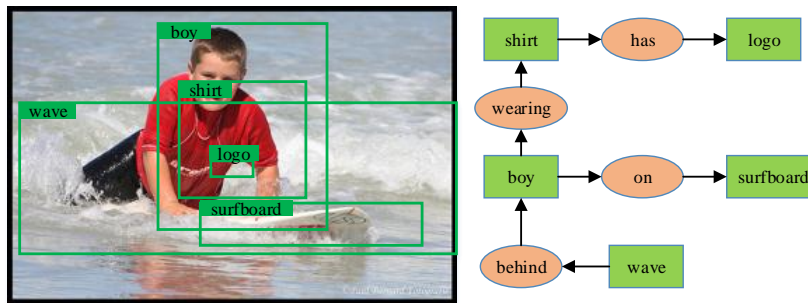 boy
shirt
wave
logo
surfboard
shirt
has
logo
wearing
boy
on
surfboard
behind
wave